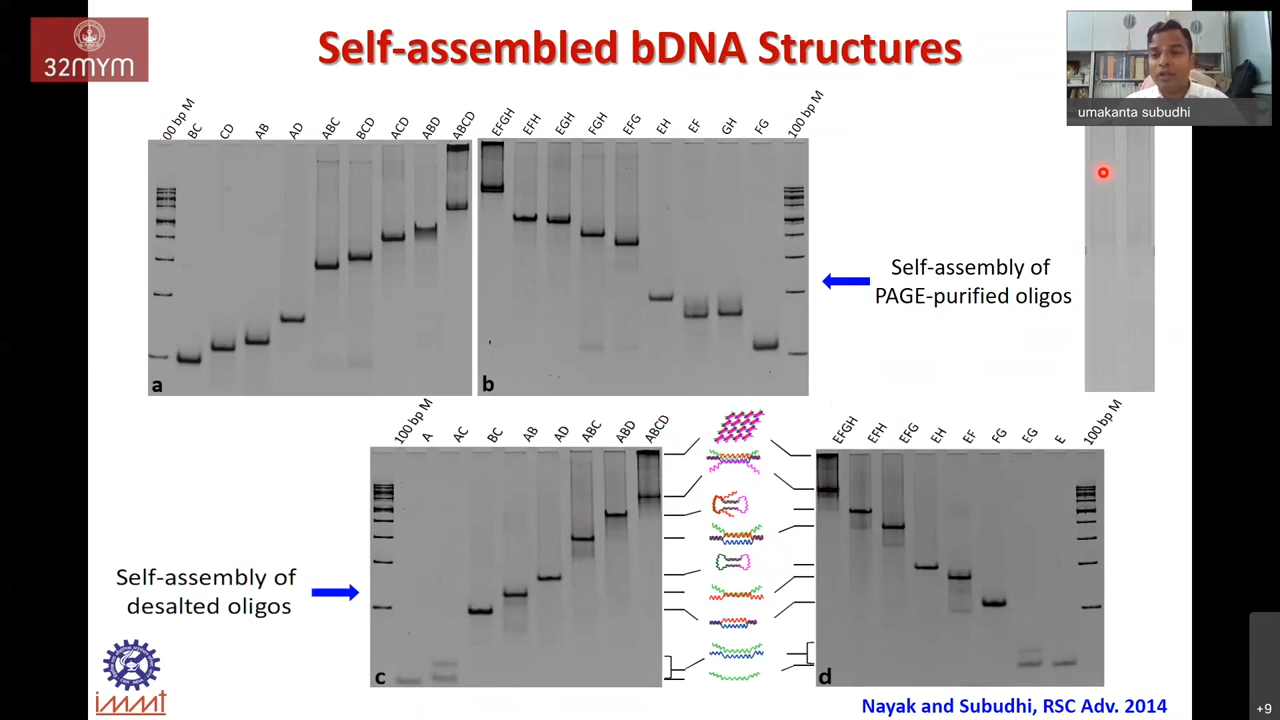 Self-assembled bDNA Structures
32mym
umakanta subudhi
00 bp M BC CD AB AD ABC BCD ACD ABD ABCD
EFGH EFH EGH FGH EFG EH EF GH FG 100 bp M
a
b
Self-assembly of
PAGE-purified oligos
100 bp M A AC BC AB AD ABC ABD ABCD
EFGH EFH EFG EH EF FG EG E 100 bp M
Self-assembly of
desalted oligos
c
d
immt
Nayak and Subudhi, RSC Adv. 2014
+9